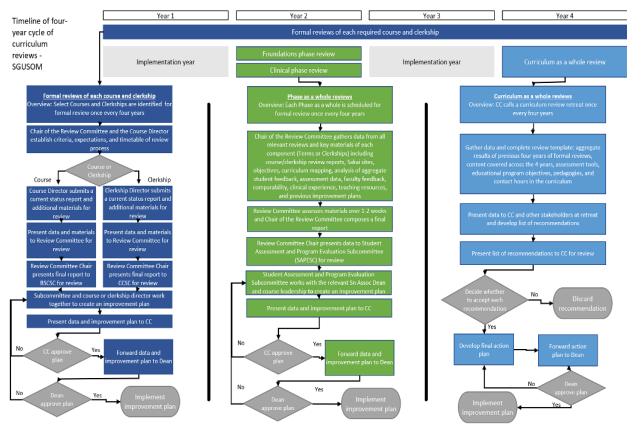 Timeline of four-
year cycle of
curriculum
reviews -
SGUSOM
Year 1
Year 2
Year 3
Year 4
Formal reviews of each required course and clerkship
Implementation year
Foundations phase review
Clinical phase review
Implementation year
Curriculum as a whole review
Formal reviews of each course and clerkship
Overview: Select Courses and Clerkships are identified for
formal review once every four years
Chair of the Review Committee and the Course Director
establish criteria, expectations, and timetable of review
process
Course or
Clerkship
Course
Clerkship
Course Director submits a
current status report and
additional materials for
review
Clerkship Director submits
a current status report
and additional materials
for review
Present data and materials
to Review Committee for
review
Present data and materials
to Review Committee for
review
Review Committee Chair
presents final report to
BSCSC for review
Review Committee Chair
presents final report to
CCSC for review
Subcommittee and course or clerkship director work
together to create an improvement plan
Present data and improvement plan to CC
No
CC approve
plan
Yes
Forward data and
improvement plan to Dean
No
Dean
approve plan
Yes
Implement
improvement plan
Phase as a whole reviews
Overview: Each Phase as a whole is scheduled for
formal review once every four years
Chair of the Review Committee gathers data from all
relevant reviews and key materials of each
component (Terms or Clerkships) including
course/clerkship review reports, Sakai sites,
objectives, curriculum mapping, analysis of aggregate
student feedback, assessment data, faculty feedback,
comparability, clinical experience, teaching resources,
and previous improvement plans
Review Committee assesses materials over 1-2 weeks
and Chair of the Review Committee composes a final
report
Review Committee Chair presents data to Student
Assessment and Program Evaluation Subcommittee
(SAPESC) for review
Student Assessment and Program Evaluation
Subcommittee works with the relevant Sn Assoc Dean
and course leadership to create an improvement plan
Present data and improvement plan to CC
No
CC approve
plan
Yes
Forward data and
improvement plan to Dean
No
Dean
approve plan
Yes
Implement
improvement plan
Curriculum as a whole reviews
Overview: CC calls a curriculum review retreat once
every four years
Gather data and complete review template: aggregate
results of previous four years of formal reviews,
content covered across the 4 years, assessment tools,
educational program objectives, pedagogies, and
contact hours in the curriculum
Present data to CC and other stakeholders at retreat
and develop list of recommendations
Present list of recommendations to CC for review
Decide whether
to accept each
recommendation
No
Discard
recommendation
Yes
Develop final action
plan
Forward action
plan to Dean
No
Dean
approve plan
Yes
Implement
improvement plan